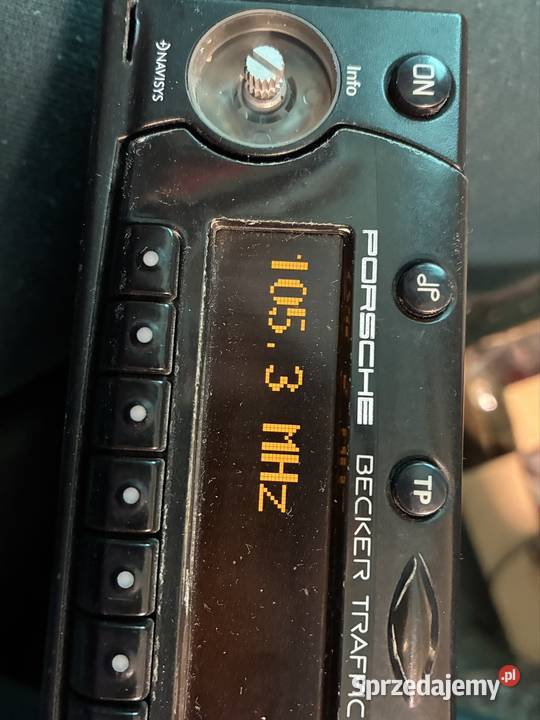 ON
Info
NAVISYS
PORSCHE BECKER TRAFFIC
TP
105.3 MHz
Sprzedajemy.pl